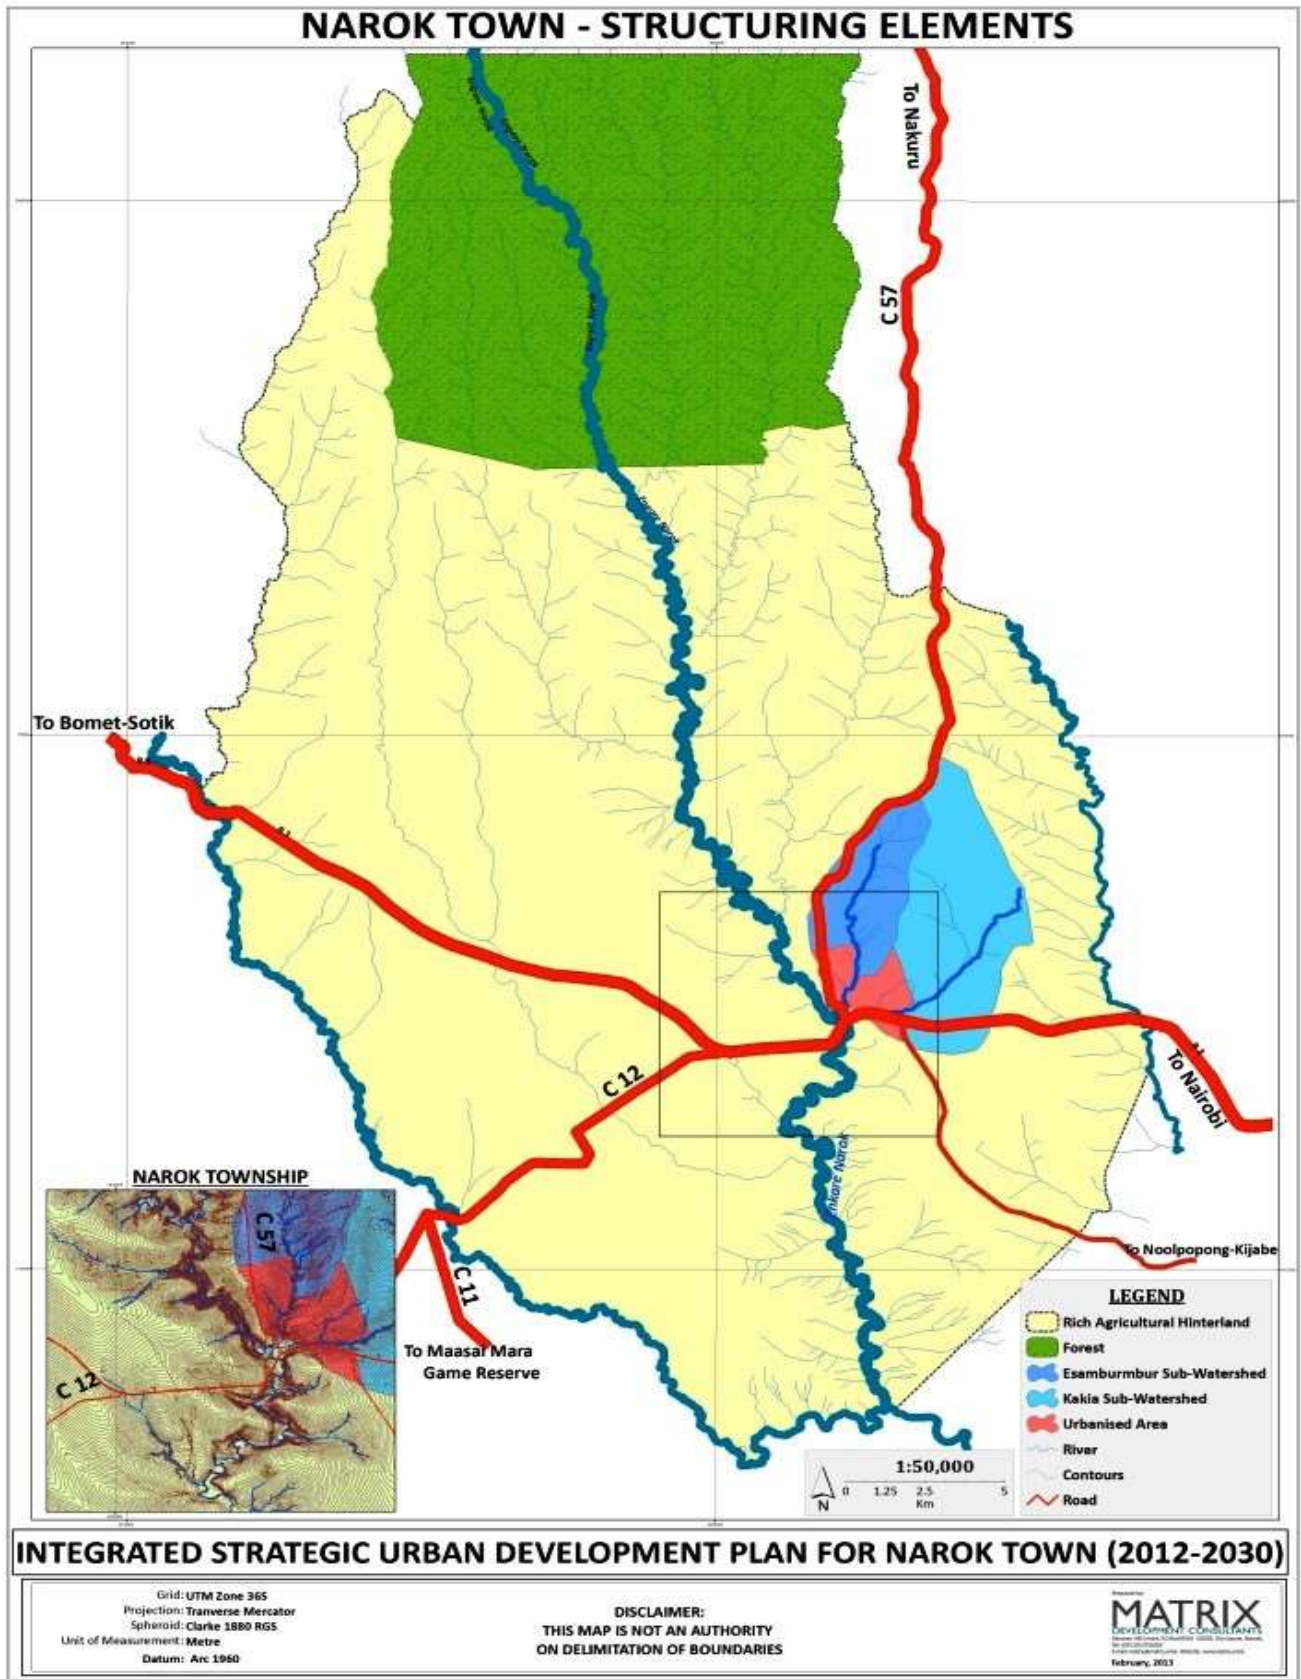 NAROK TOWN - STRUCTURING ELEMENTS
To Nakuru
C 57
To Bomet-Sotik
C 12
To Nairobi
Narok
NAROK TOWNSHIP
C 57
C 12
C 11
To Maasai Mara
Game Reserve
To Noolpopong-Kijabe
LEGEND
Rich Agricultural Hinterland
Forest
Esamburmbur Sub-Watershed
Kakia Sub-Watershed
Urbanised Area
River
Contours
Road
1:50,000
0 1.25 2.5 5
Km
N
INTEGRATED STRATEGIC URBAN DEVELOPMENT PLAN FOR NAROK TOWN (2012-2030)
Grid: UTM Zone 36S
Projection: Tranverse Mercator
Spheroid: Clarke 1880 RGS
Unit of Measurement: Metre
Datum: Arc 1960
DISCLAIMER:
THIS MAP IS NOT AN AUTHORITY
ON DELIMITATION OF BOUNDARIES
MATRIX
DEVELOPMENT CONSULTANTS
February, 2013